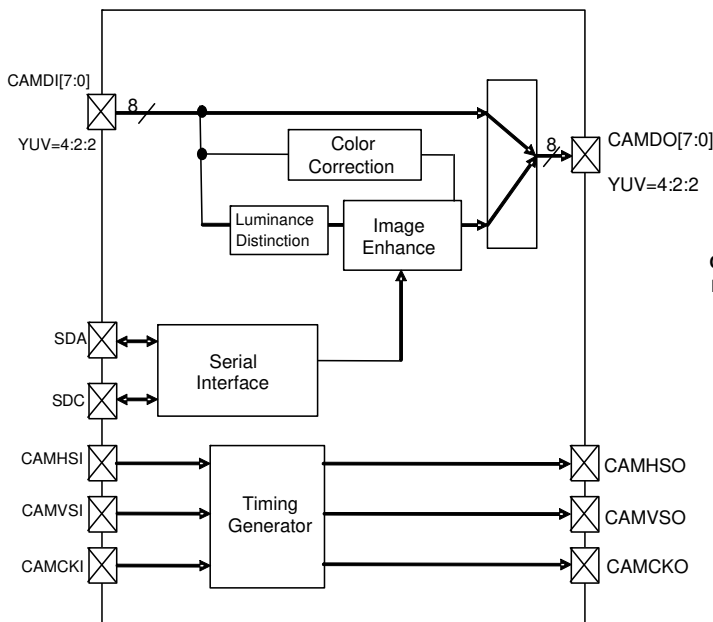 CAMDI[7:0]
8
YUV=4:2:2
Color
Correction
8
CAMDO[7:0]
YUV=4:2:2
Luminance
Distinction
Image
Enhance
SDA
Serial
Interface
SDC
CAMHSI
CAMHSO
CAMVSI
Timing
Generator
CAMVSO
CAMCKI
CAMCKO